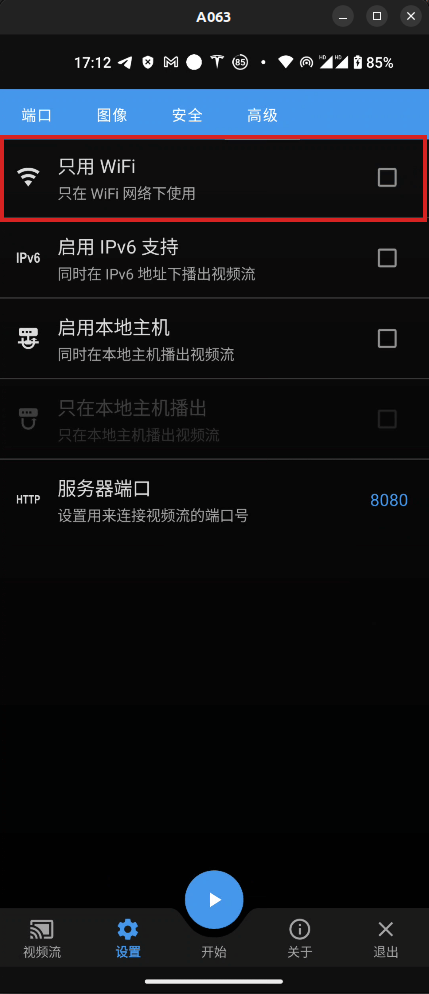 A063
17:12
85
HD HD
85%
端口 图像 安全 高级
只用 WiFi
只在 WiFi 网络下使用
IPv6
启用 IPv6 支持
同时在 IPv6 地址下播出视频流
启用本地主机
同时在本地主机播出视频流
只在本地主机播出
只在本地主机播出视频流
HTTP
服务器端口
设置用来连接视频流的端口号
8080
视频流 设置 开始 关于 退出